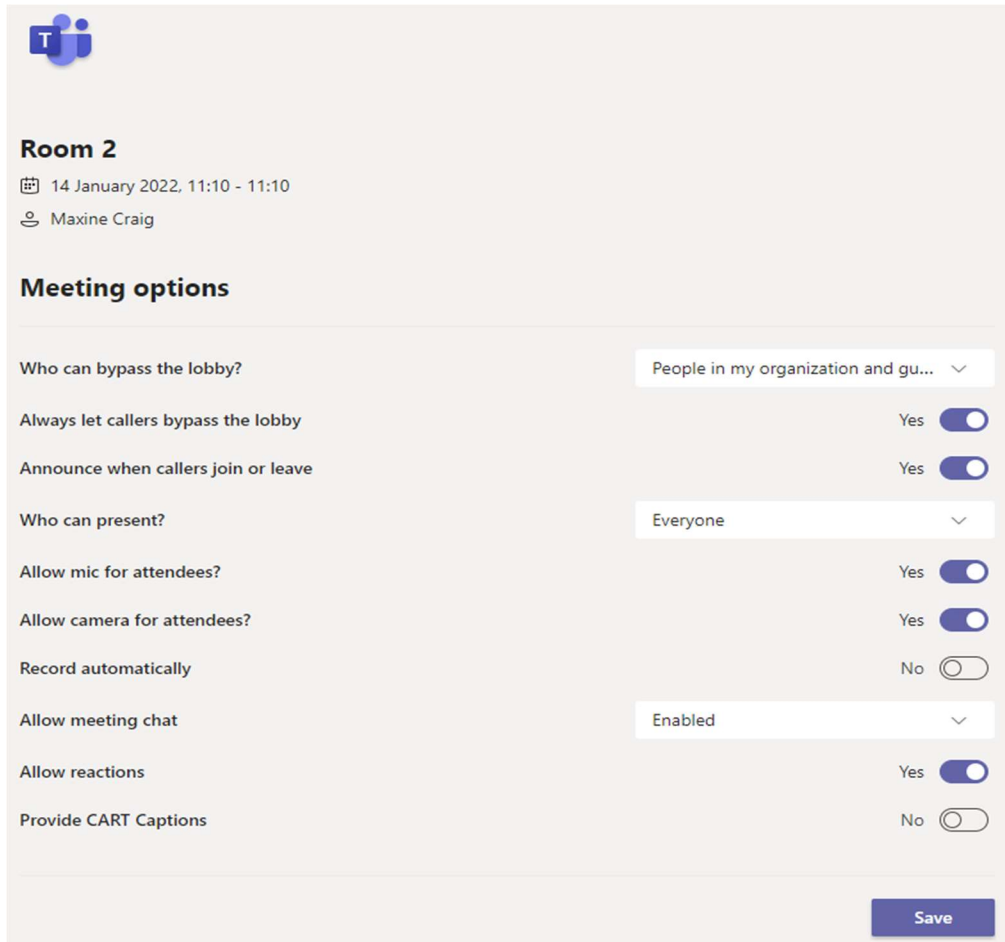 T
Room 2
14 January 2022, 11:10 - 11:10
Maxine Craig
Meeting options
Who can bypass the lobby? People in my organization and gu...
Always let callers bypass the lobby Yes
Announce when callers join or leave Yes
Who can present? Everyone
Allow mic for attendees? Yes
Allow camera for attendees? Yes
Record automatically No
Allow meeting chat Enabled
Allow reactions Yes
Provide CART Captions No
Save